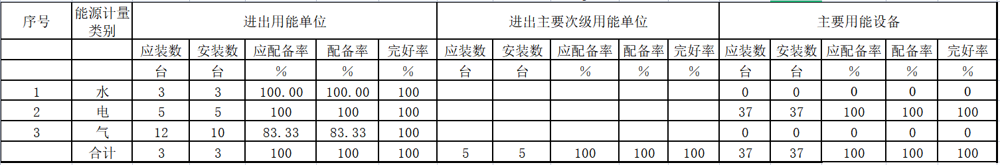 序号 能源计量类别 进出用能单位 进出主要次级用能单位 主要用能设备
应装数 安装数 应配备率 配备率 完好率 应装数 安装数 应配备率 配备率 完好率 应装数 安装数 应配备率 配备率 完好率
台 台 % % % 台 台 % % % 台 台 % % %
1 水 3 3 100.00 100.00 100 0 0 0 0 0
2 电 5 5 100 100 100 37 37 100 100 100
3 气 12 10 83.33 83.33 100 0 0 0 0 0
合计 3 3 100 100 100 5 5 100 100 100 37 37 100 100 100